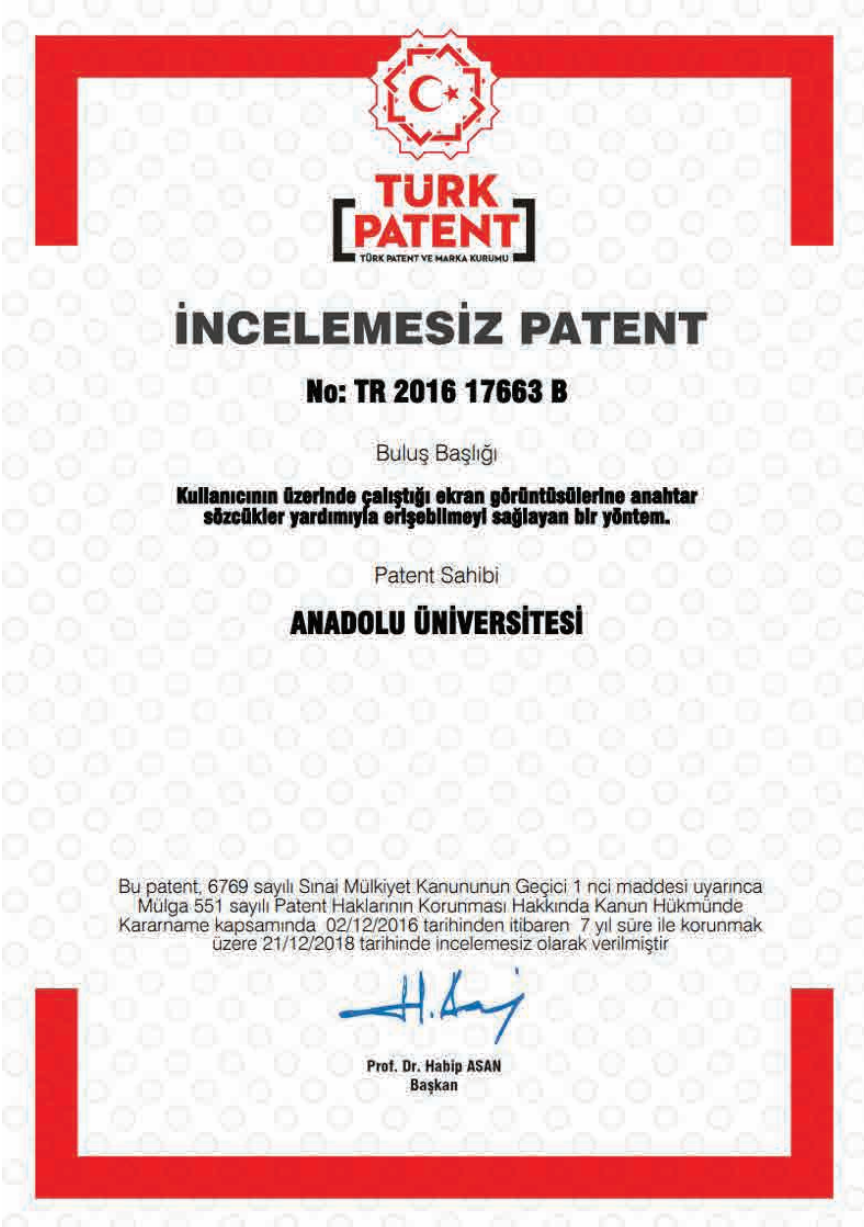 TÜRK
PATENT
TÜRK PATENT VE MARKA KURUMU
İNCELEMESİZ PATENT
No: TR 2016 17663 B
Buluş Başlığı
Kullanıcının üzerinde çalıştığı ekran görüntüsülerine anahtar
sözcükler yardımıyla erişebilmeyi sağlayan bir yöntem.
Patent Sahibi
ANADOLU ÜNİVERSİTESİ
Bu patent, 6769 sayılı Sınai Mülkiyet Kanununun Geçici 1 nci maddesi uyarınca
Mülga 551 sayılı Patent Haklarının Korunması Hakkında Kanun Hükmünde
Kararname kapsamında 02/12/2016 tarihinden itibaren 7 yıl süre ile korunmak
üzere 21/12/2018 tarihinde incelemesiz olarak verilmiştir
Prof. Dr. Habip ASAN
Başkan